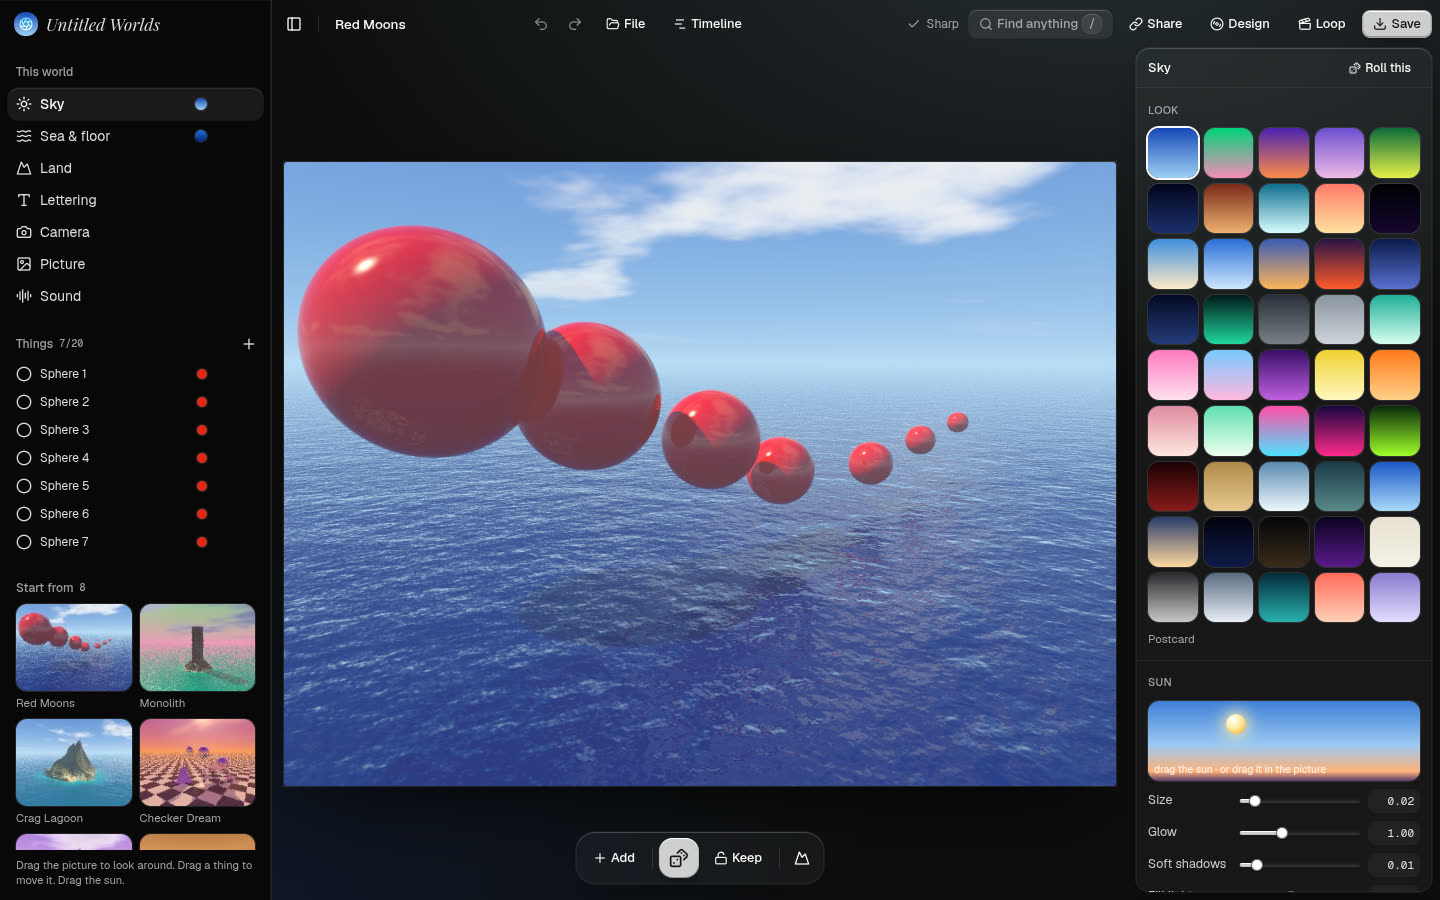 Untitled Worlds
Red Moons
File
Timeline
Sharp
Find anything /
Share
Design
Loop
Save
This world
Sky
Sea & floor
Land
Lettering
Camera
Picture
Sound
Things 7/20
Sphere 1
Sphere 2
Sphere 3
Sphere 4
Sphere 5
Sphere 6
Sphere 7
Start from 8
Red Moons
Monolith
Crag Lagoon
Checker Dream
Drag the picture to look around. Drag a thing to
move it. Drag the sun.
Add
Keep
Sky
Roll this
LOOK
Postcard
SUN
drag the sun · or drag it in the picture
Size 0.02
Glow 1.00
Soft shadows 0.01